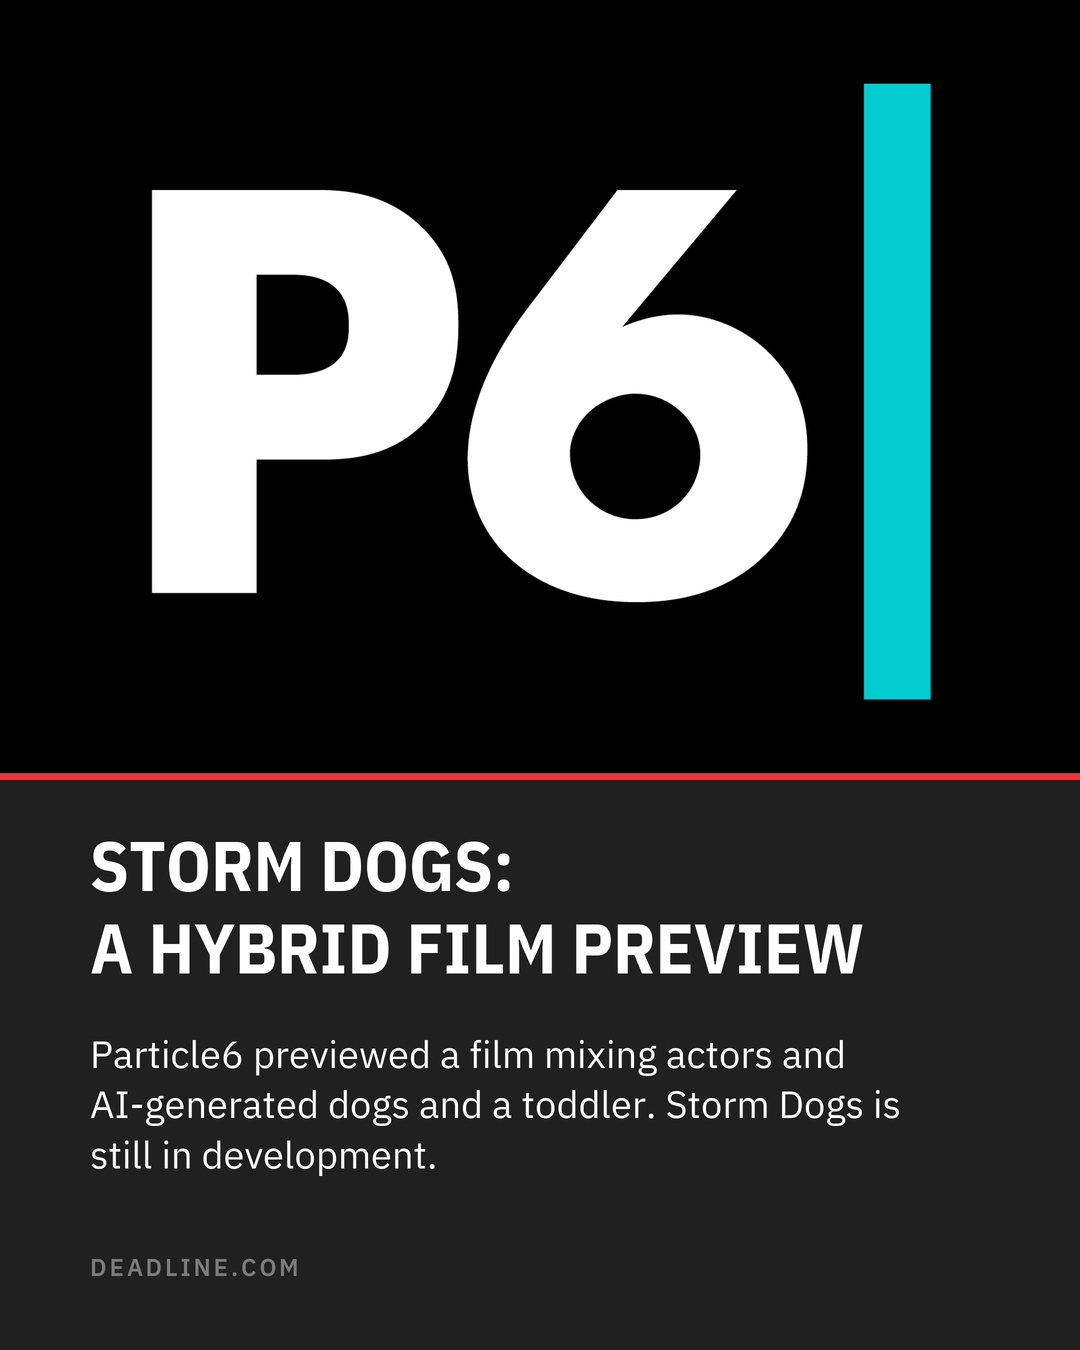 P6
STORM DOGS:
A HYBRID FILM PREVIEW
Particle6 previewed a film mixing actors and
AI-generated dogs and a toddler. Storm Dogs is
still in development.
DEADLINE.COM